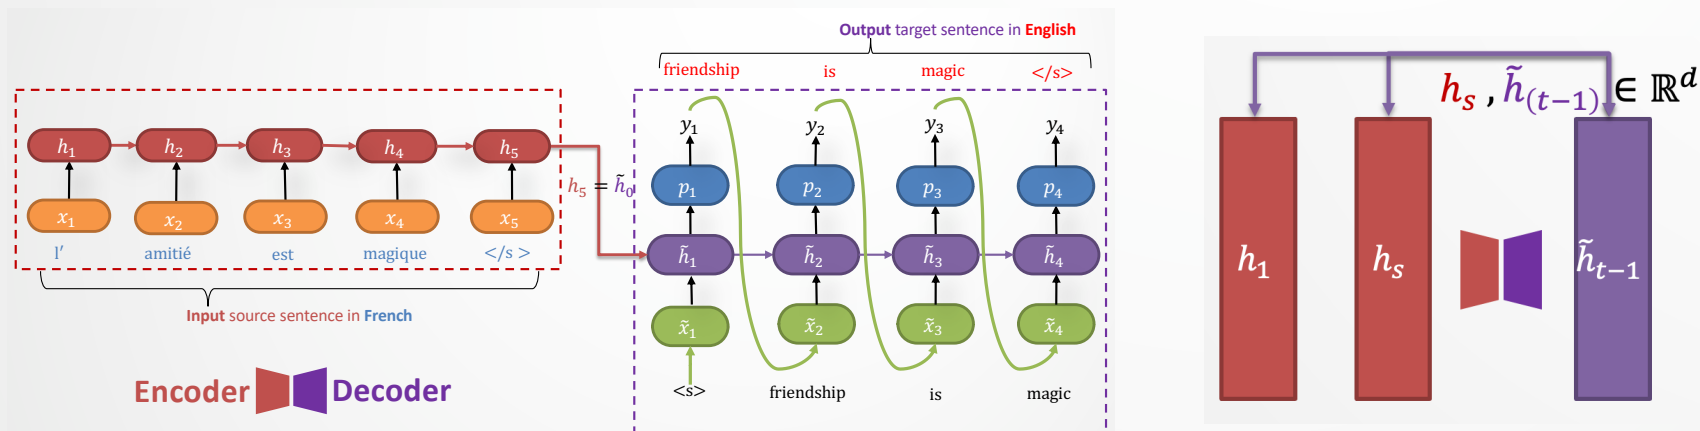 Output target sentence in English
friendship is magic </s>
h₁ h₂ h₃ h₄ h₅
x₁ x₂ x₃ x₄ x₅
l′ amitié est magique </s >
Input source sentence in French
Encoder Decoder
h₅ = h̃₀
y₁ y₂ y₃ y₄
p₁ p₂ p₃ p₄
h̃₁ h̃₂ h̃₃ h̃₄
x̃₁ x̃₂ x̃₃ x̃₄
<s> friendship is magic
hₛ , h̃₍ₜ₋₁₎ ∈ ℝᵈ
h₁ hₛ h̃ₜ₋₁